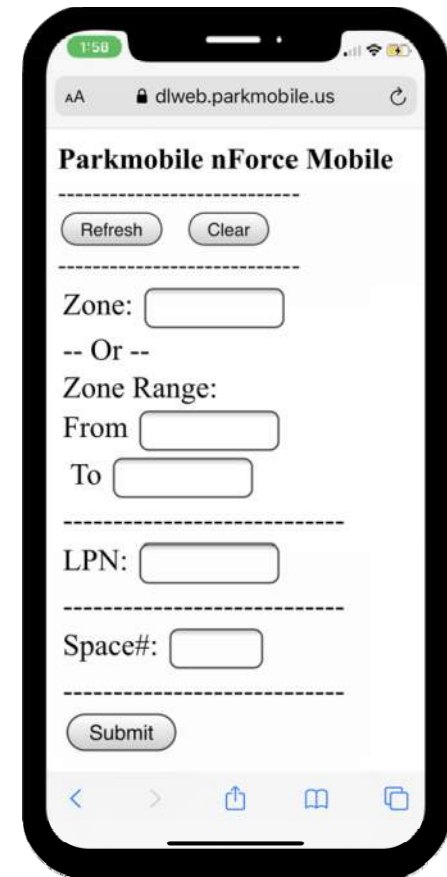 1:58
AA dlweb.parkmobile.us
Parkmobile nForce Mobile
----------------------------
Refresh Clear
----------------------------
Zone:
-- Or --
Zone Range:
From
To
----------------------------
LPN:
----------------------------
Space#:
----------------------------
Submit